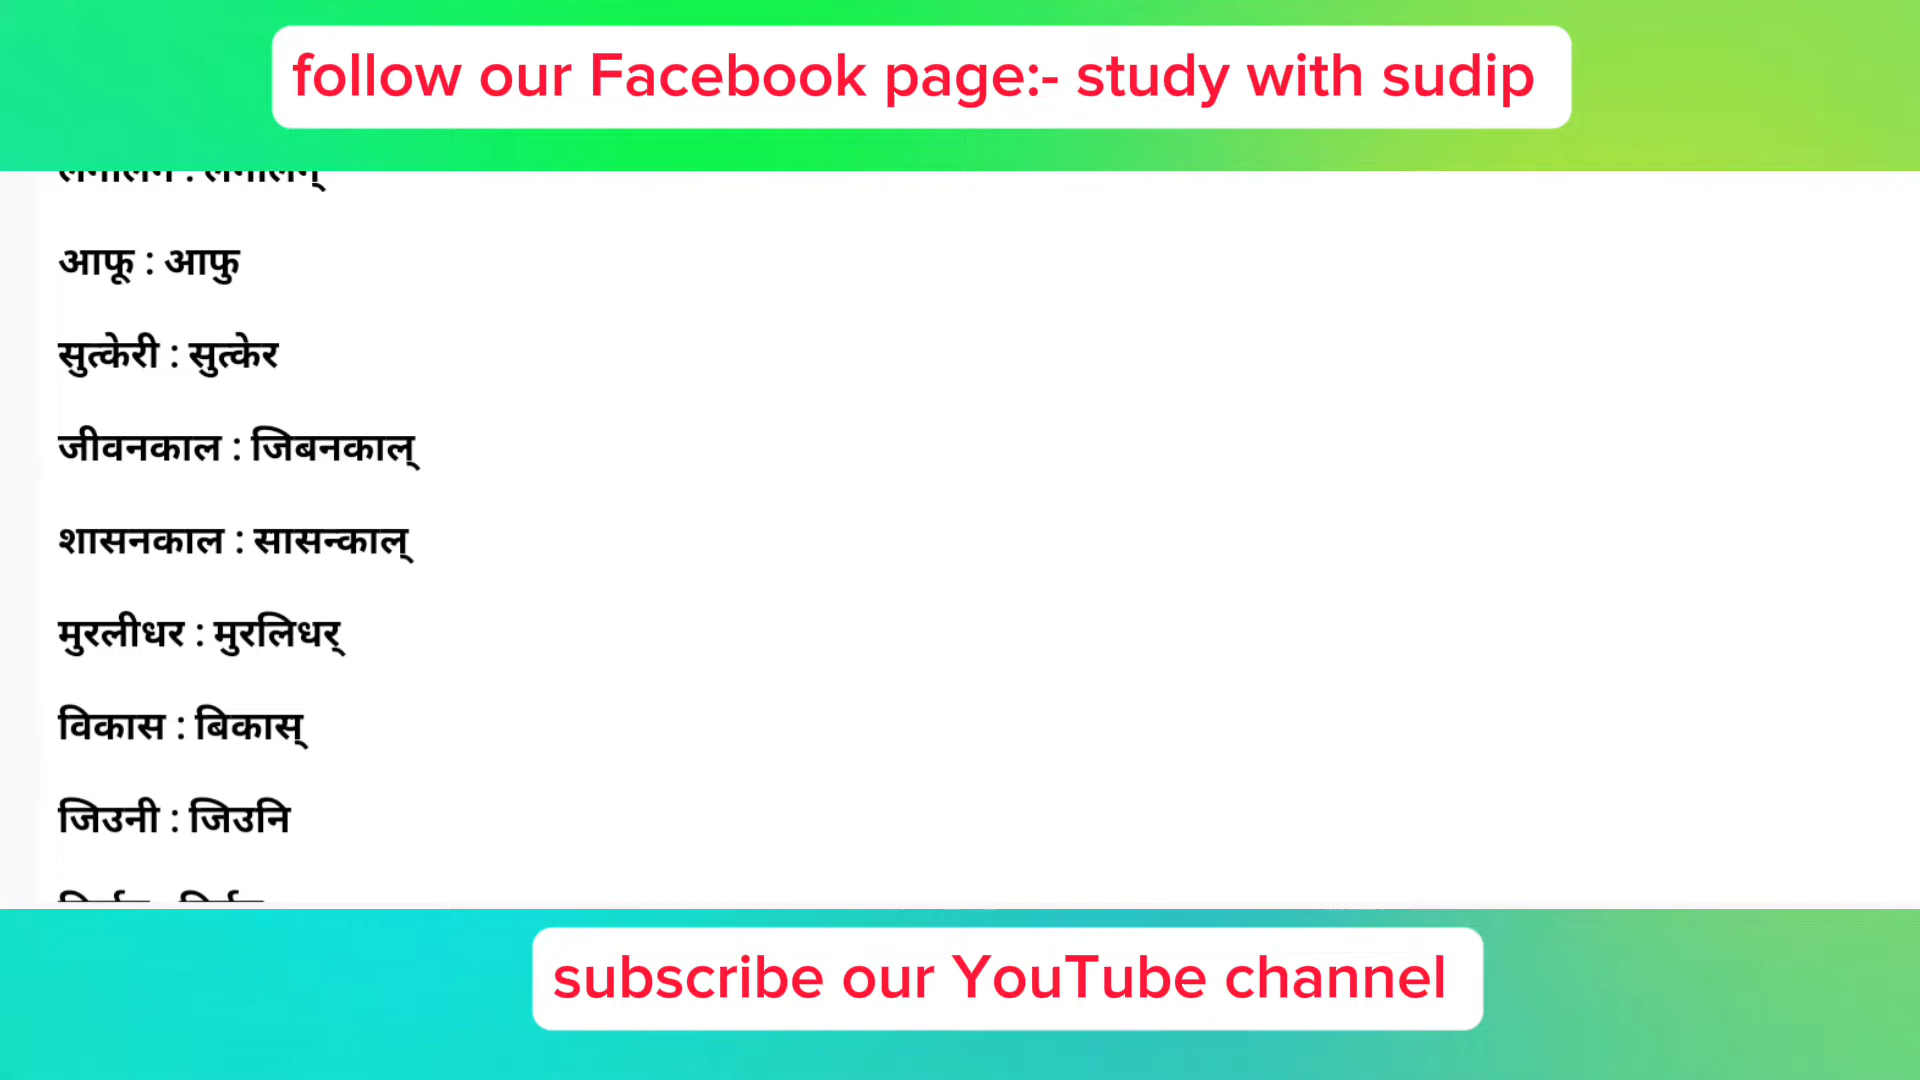 follow our Facebook page:- study with sudip
आफू : आफु
सुत्केरी : सुत्केर
जीवनकाल : जिबनकाल्
शासनकाल : सासन्काल्
मुरलीधर : मुरलिधर्
विकास : बिकास्
जिउनी : जिउनि
subscribe our YouTube channel